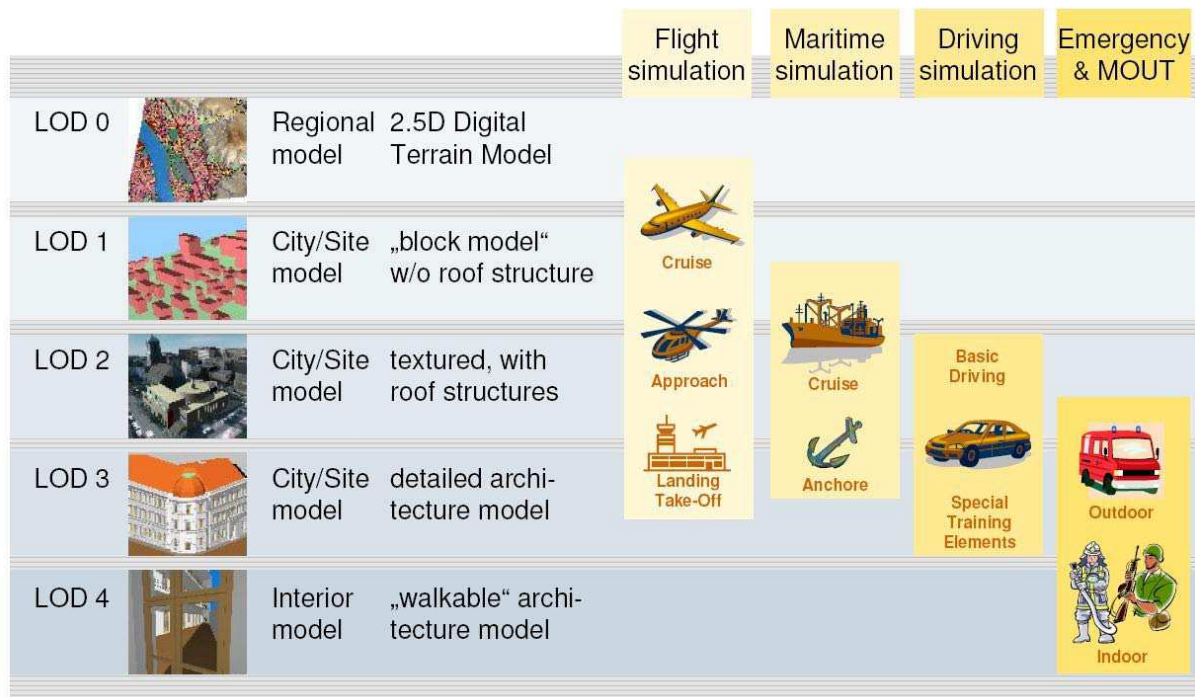 Flight
simulation
Maritime
simulation
Driving
simulation
Emergency
& MOUT
LOD 0
Regional
model
2.5D Digital
Terrain Model
LOD 1
City/Site
model
„block model“
w/o roof structure
LOD 2
City/Site
model
textured, with
roof structures
LOD 3
City/Site
model
detailed archi-
tecture model
LOD 4
Interior
model
„walkable“ archi-
tecture model
Cruise
Approach
Landing
Take-Off
Cruise
Anchore
Basic
Driving
Special
Training
Elements
Outdoor
Indoor